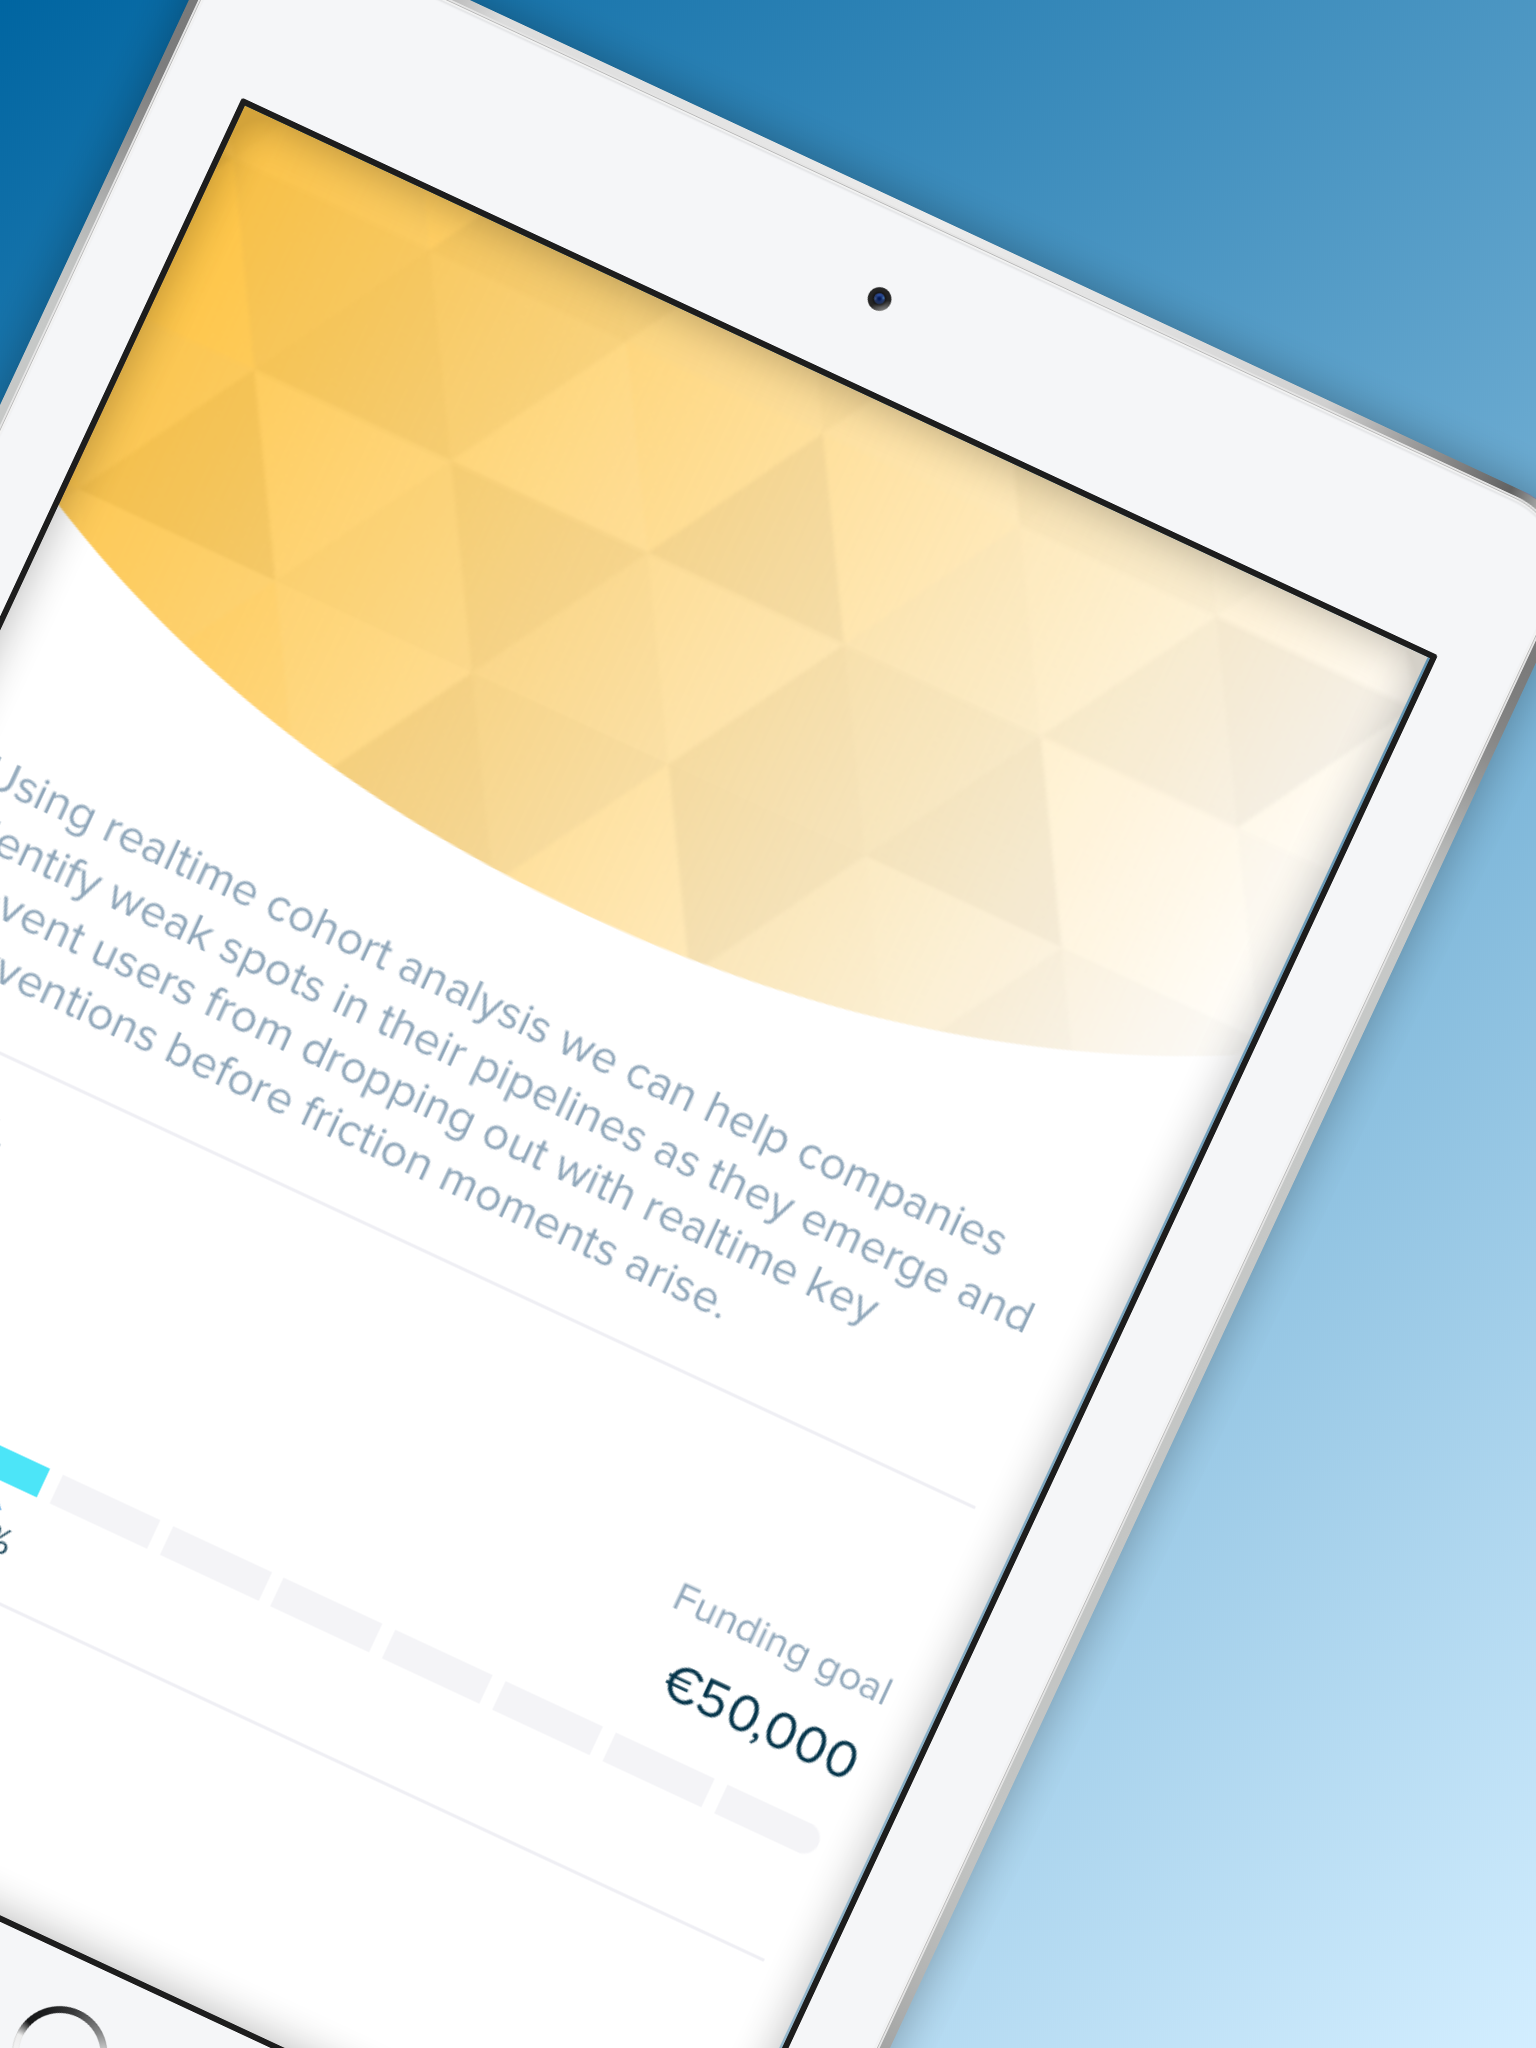 Using realtime cohort analysis we can help companies
entify weak spots in their pipelines as they emerge and
vent users from dropping out with realtime key
ventions before friction moments arise.
Funding goal
€50,000
%